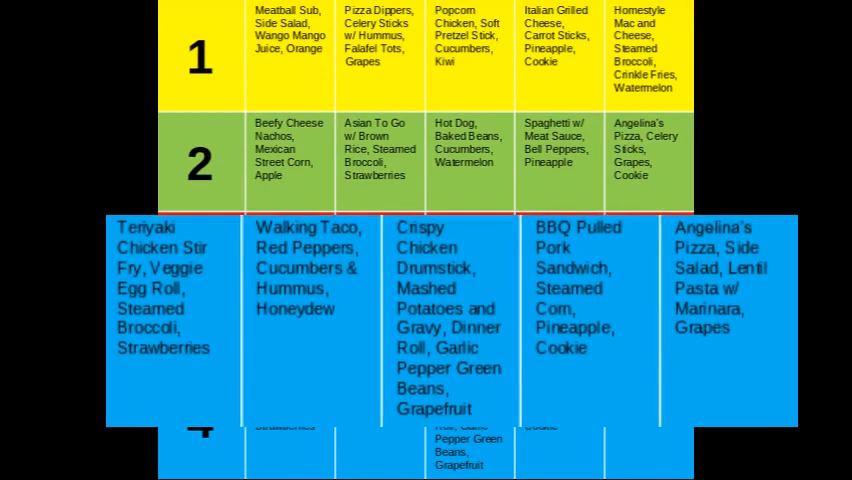 1
Meatball Sub,
Side Salad,
Wango Mango
Juice, Orange
Pizza Dippers,
Celery Sticks
w/ Hummus,
Falafel Tots,
Grapes
Popcorn
Chicken, Soft
Pretzel Stick,
Cucumbers,
Kiwi
Italian Grilled
Cheese,
Carrot Sticks,
Pineapple,
Cookie
Homestyle
Mac and
Cheese,
Steamed
Broccoli,
Crinkle Fries,
Watermelon
2
Beefy Cheese
Nachos,
Mexican
Street Corn,
Apple
Asian To Go
w/ Brown
Rice, Steamed
Broccoli,
Strawberries
Hot Dog,
Baked Beans,
Cucumbers,
Watermelon
Spaghetti w/
Meat Sauce,
Bell Peppers,
Pineapple
Angelina's
Pizza, Celery
Sticks,
Grapes,
Cookie
Teriyaki
Chicken Stir
Fry, Veggie
Egg Roll,
Steamed
Broccoli,
Strawberries
Walking Taco,
Red Peppers,
Cucumbers &
Hummus,
Honeydew
Crispy
Chicken
Drumstick,
Mashed
Potatoes and
Gravy, Dinner
Roll, Garlic
Pepper Green
Beans,
Grapefruit
BBQ Pulled
Pork
Sandwich,
Steamed
Corn,
Pineapple,
Cookie
Angelina's
Pizza, Side
Salad, Lentil
Pasta w/
Marinara,
Grapes
4
Strawberries
Roll, Garlic
Pepper Green
Beans,
Grapefruit
Cookie